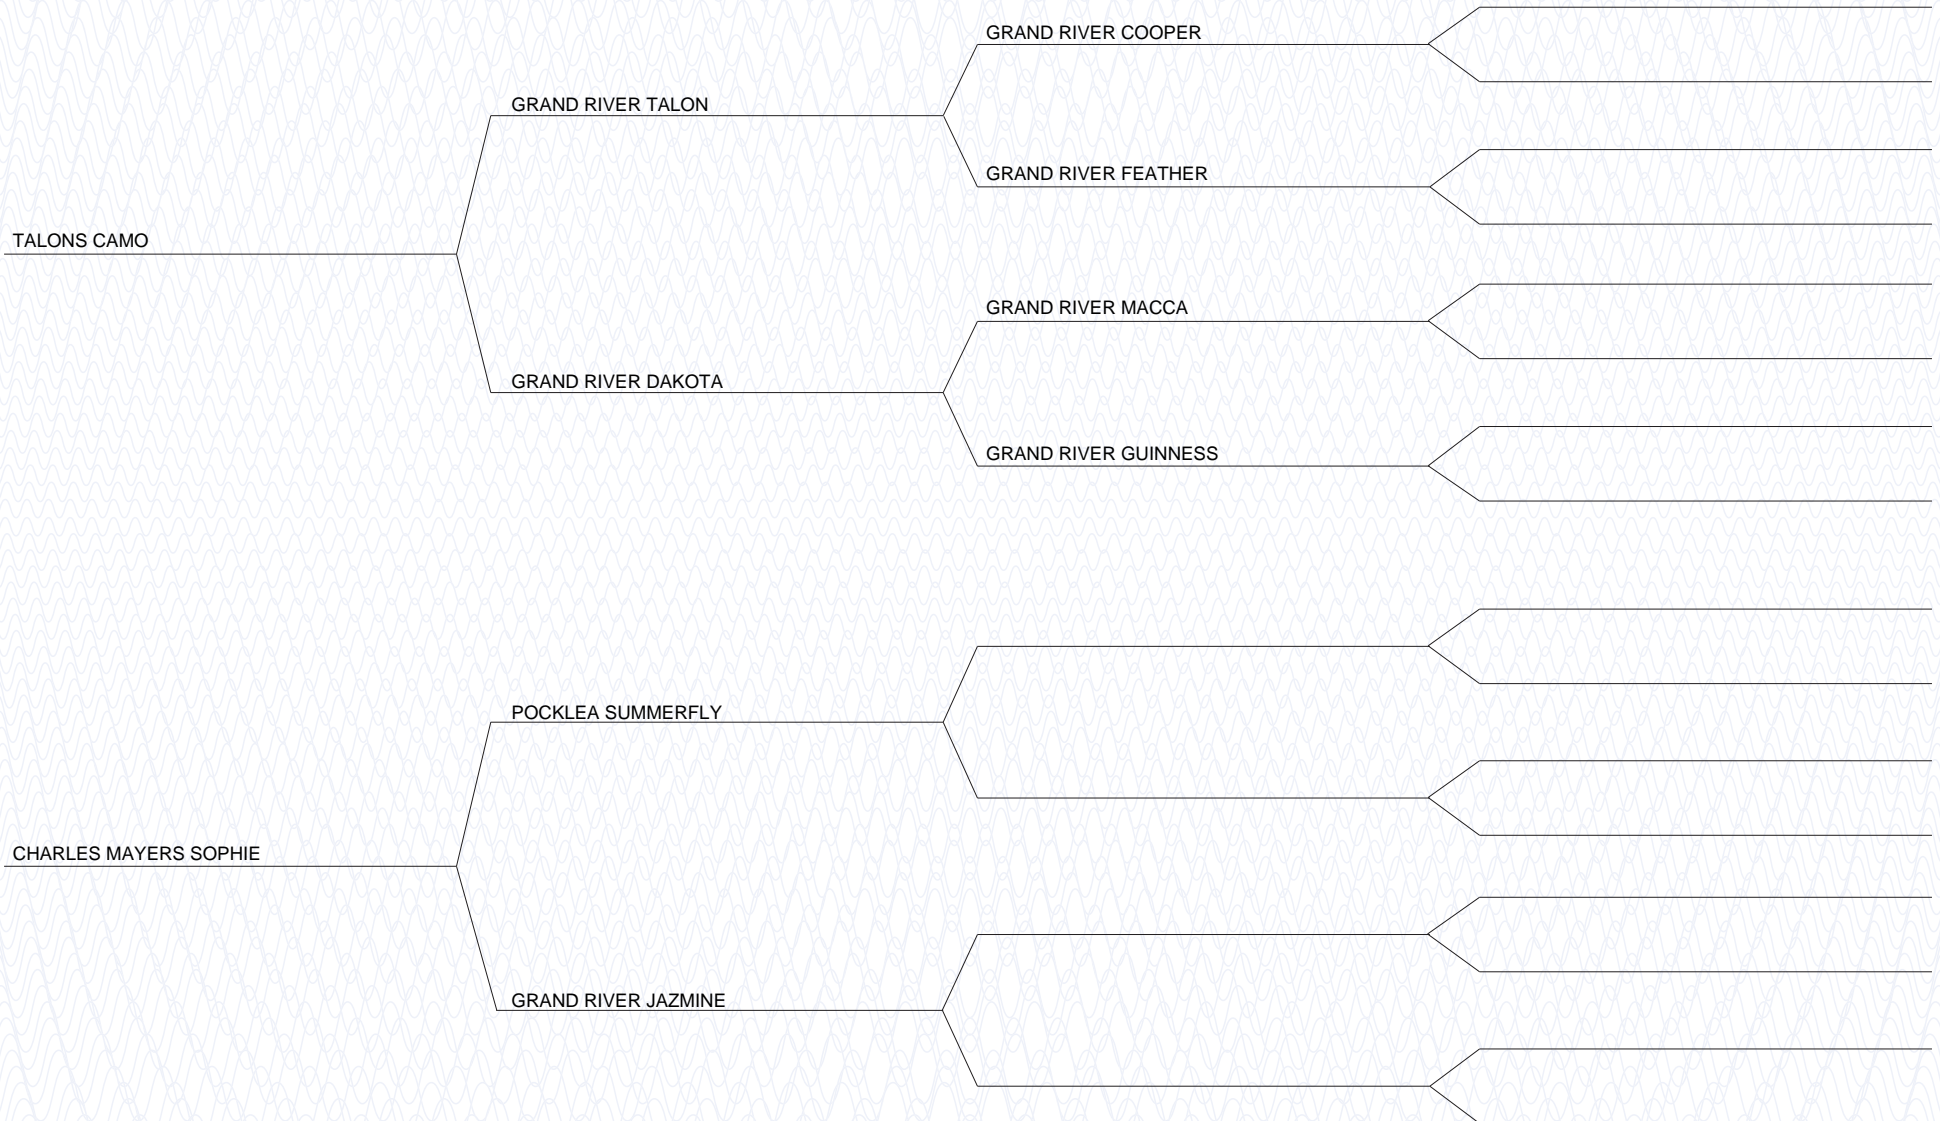 GRAND RIVER COOPER
GRAND RIVER TALON
GRAND RIVER FEATHER
TALONS CAMO
GRAND RIVER MACCA
GRAND RIVER DAKOTA
GRAND RIVER GUINNESS
POCKLEA SUMMERFLY
CHARLES MAYERS SOPHIE
GRAND RIVER JAZMINE